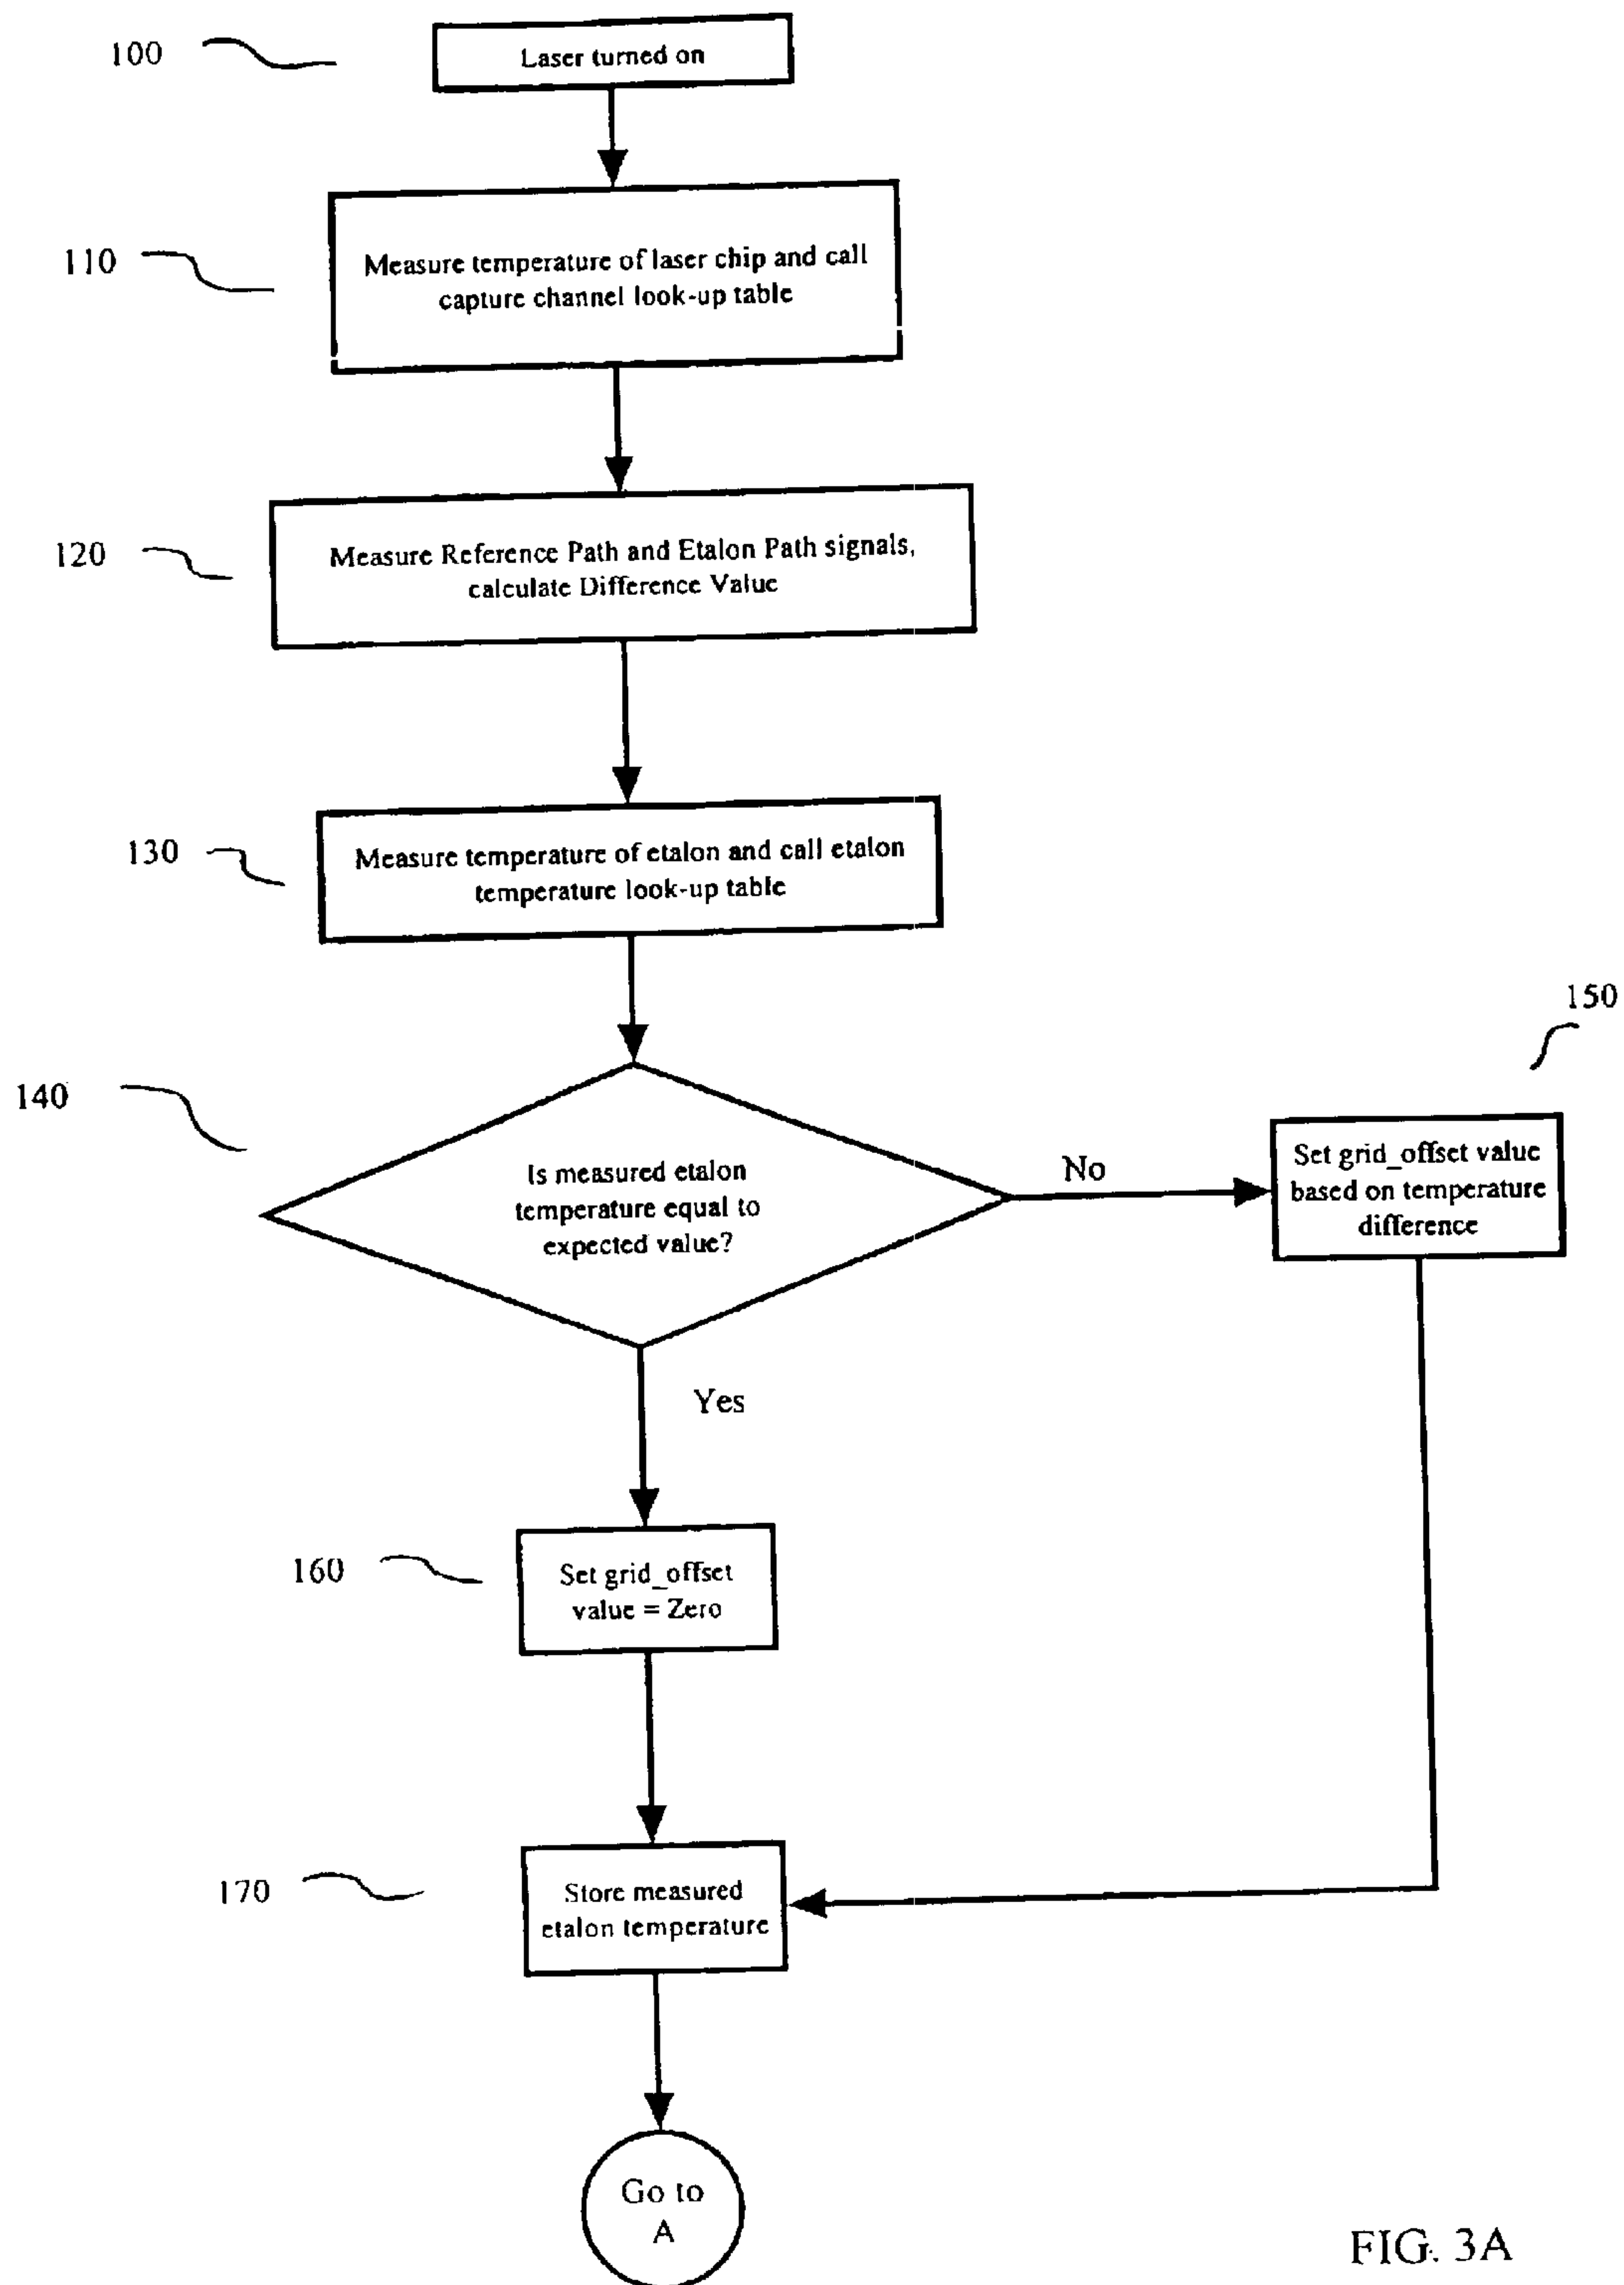 100
Laser turned on
110
Measure temperature of laser chip and call
capture channel look-up table
120
Measure Reference Path and Etalon Path signals,
calculate Difference Value
130
Measure temperature of etalon and call etalon
temperature look-up table
140
Is measured etalon
temperature equal to
expected value?
No
150
Set grid_offset value
based on temperature
difference
Yes
160
Set grid_offset
value = Zero
170
Store measured
etalon temperature
Go to
A
FIG. 3A